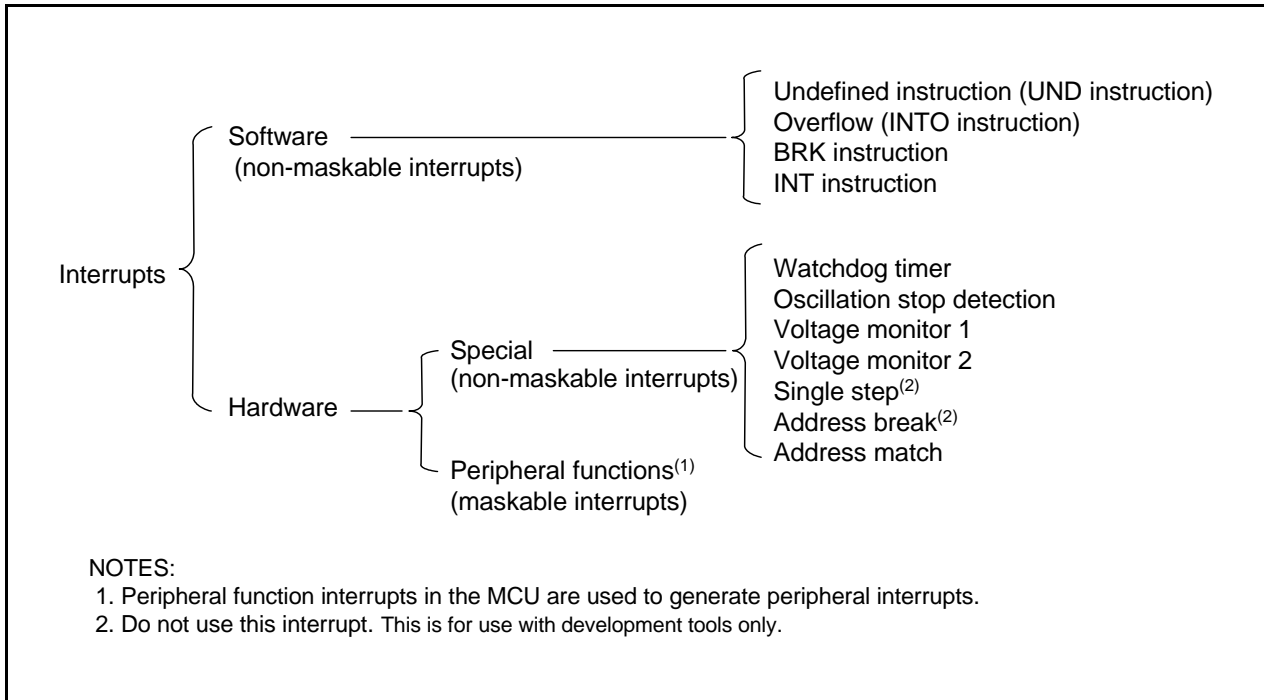 Interrupts
Software
(non-maskable interrupts)
Undefined instruction (UND instruction)
Overflow (INTO instruction)
BRK instruction
INT instruction
Hardware
Special
(non-maskable interrupts)
Watchdog timer
Oscillation stop detection
Voltage monitor 1
Voltage monitor 2
Single step(2)
Address break(2)
Address match
Peripheral functions(1)
(maskable interrupts)
NOTES:
1. Peripheral function interrupts in the MCU are used to generate peripheral interrupts.
2. Do not use this interrupt. This is for use with development tools only.